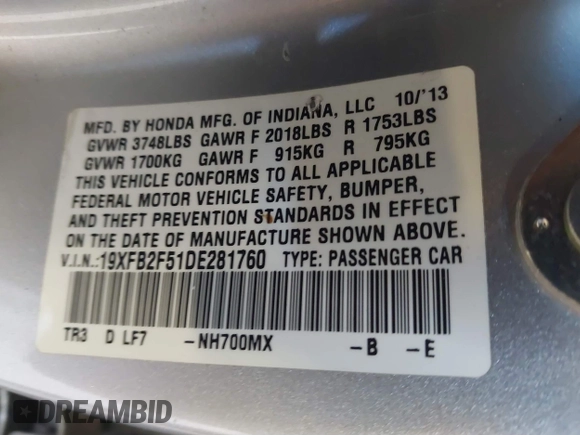 MFD. BY HONDA MFG. OF INDIANA, LLC 10/'13
GVWR 3748LBS GAWR F 2018LBS R 1753LBS
GVWR 1700KG GAWR F 915KG R 795KG
THIS VEHICLE CONFORMS TO ALL APPLICABLE
FEDERAL MOTOR VEHICLE SAFETY, BUMPER,
AND THEFT PREVENTION STANDARDS IN EFFECT
ON THE DATE OF MANUFACTURE SHOWN ABOVE.
V.I.N.:19XFB2F51DE281760 TYPE: PASSENGER CAR
TR3 D LF7 -NH700MX -B -E
DREAMBID